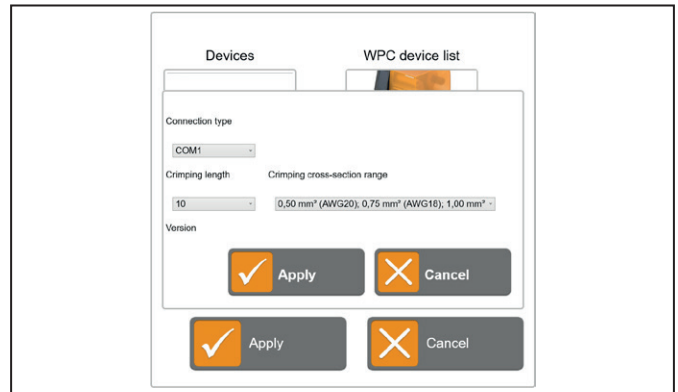 Devices WPC device list
Connection type
COM1
Crimping length Crimping cross-section range
10 0,50 mm² (AWG20); 0,75 mm² (AWG18); 1,00 mm²
Version
Apply Cancel
Apply Cancel